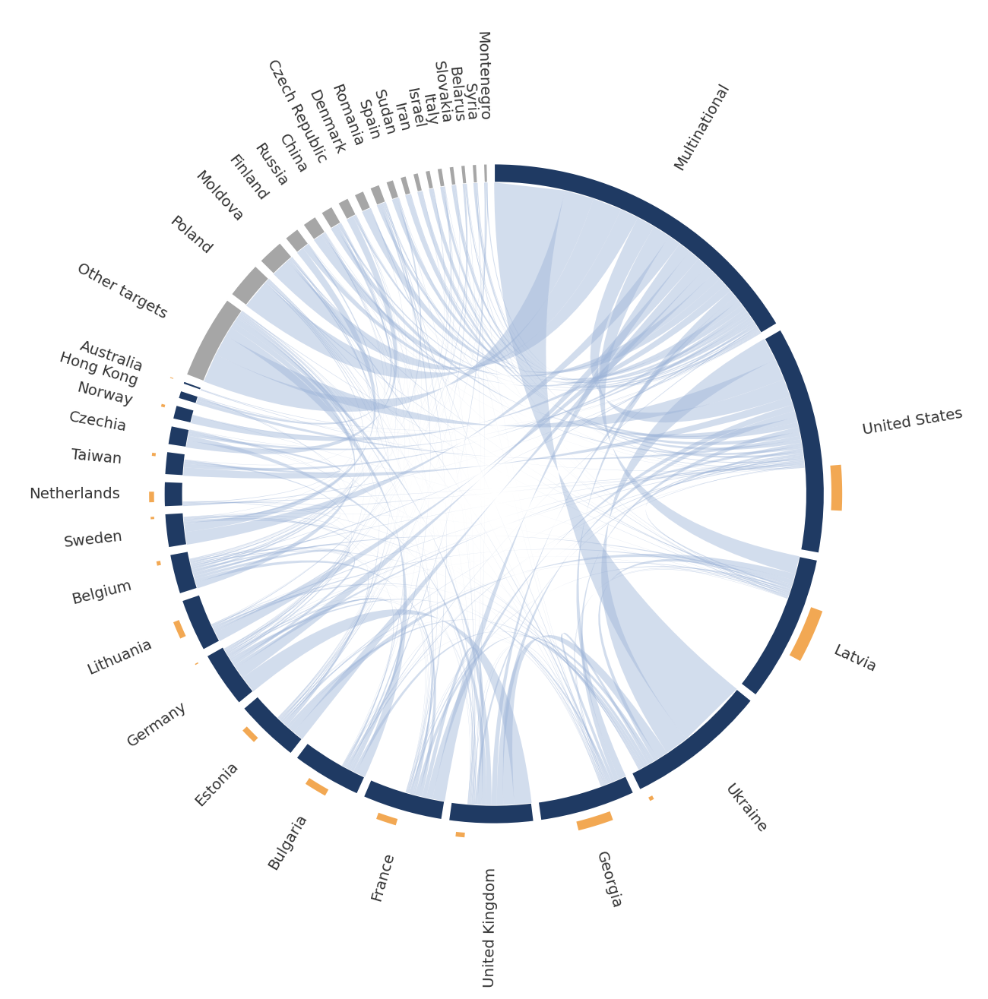 Montenegro
Multinational
United States
Latvia
Ukraine
Georgia
United Kingdom
France
Bulgaria
Estonia
Germany
Lithuania
Belgium
Sweden
Netherlands
Taiwan
Czechia
Norway
Hong Kong
Australia
Other targets
Poland
Moldova
Finland
Russia
China
Czech Republic
Denmark
Romania
Spain
Sudan
Iran
Israel
Italy
Slovakia
Belarus
Syria